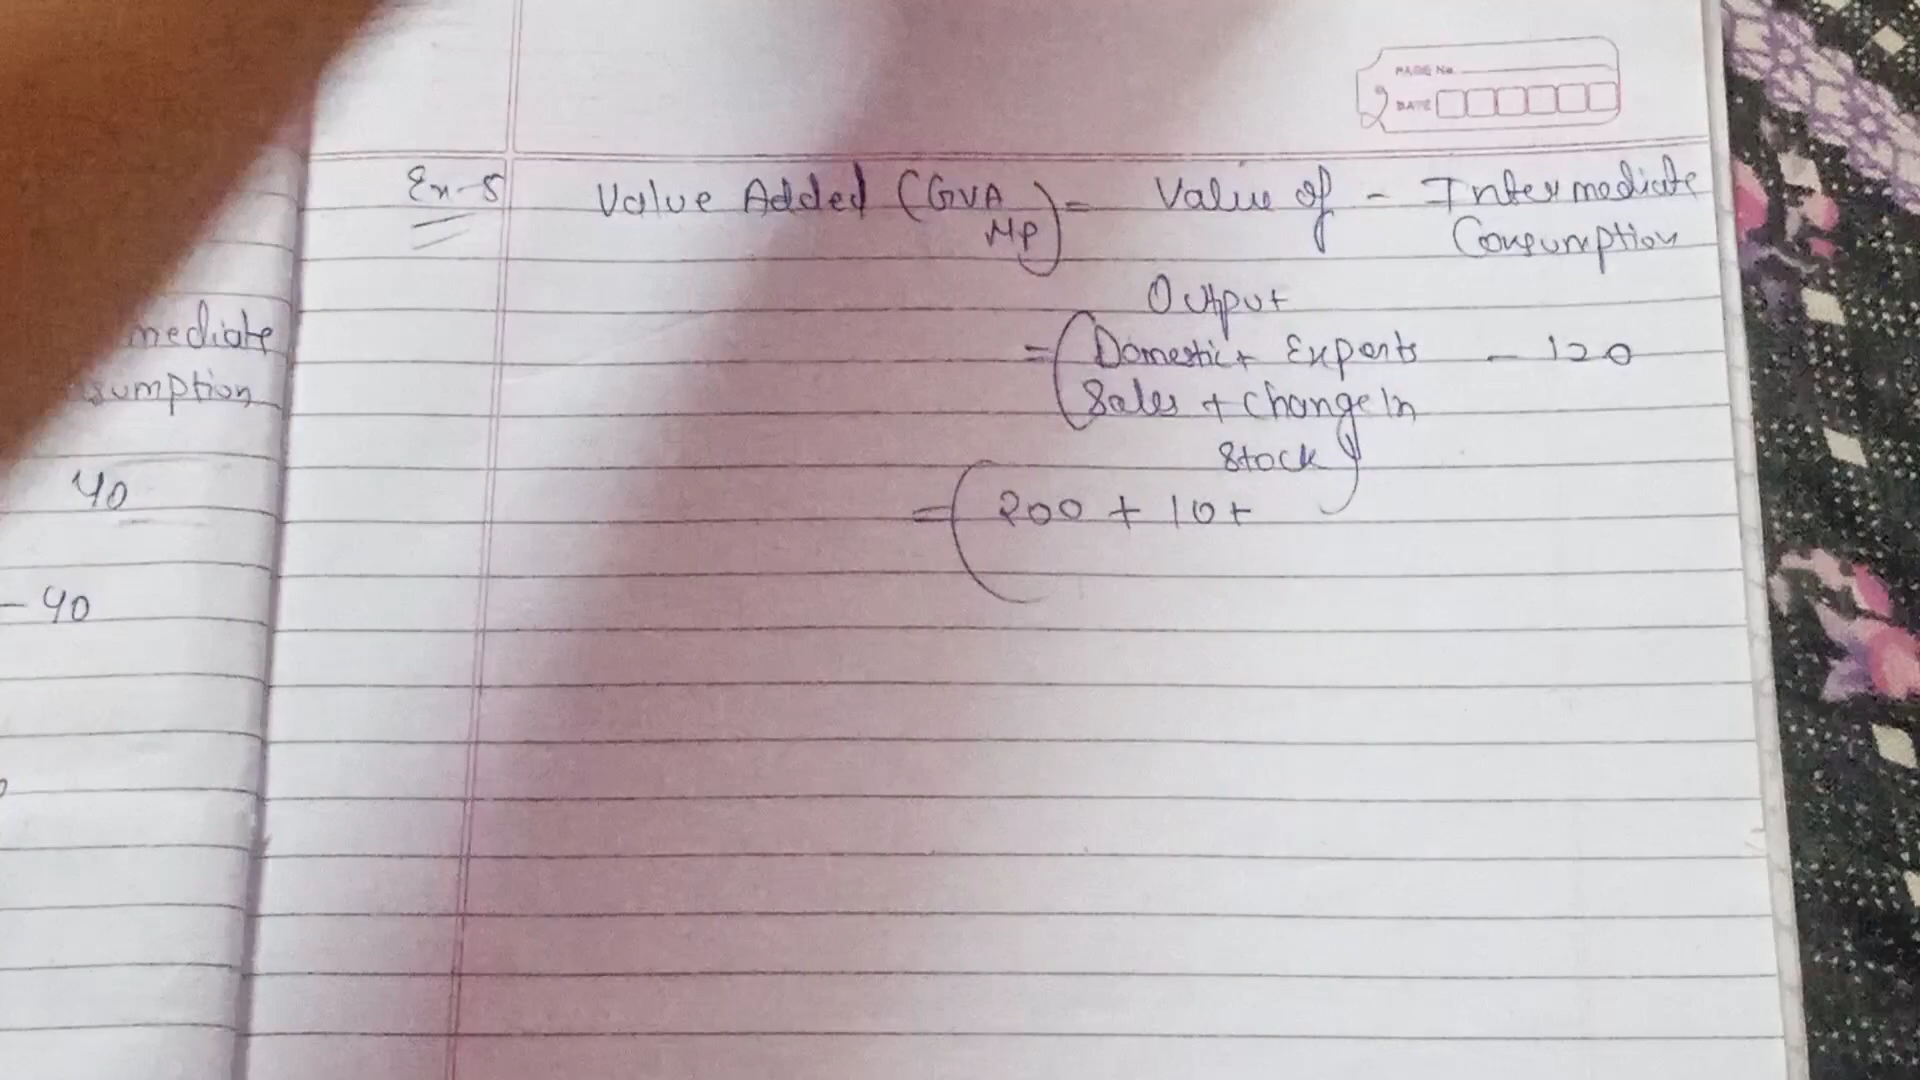 mediate
sumption
40
- 40
PAGE No.
2 DATE
Ex-5 Value Added (GVA MP) = Value of - Intermediate
Consumption
Output
= (Domestic + Exports - 120
Sales + Change In
Stock)
= (200 + 10 +